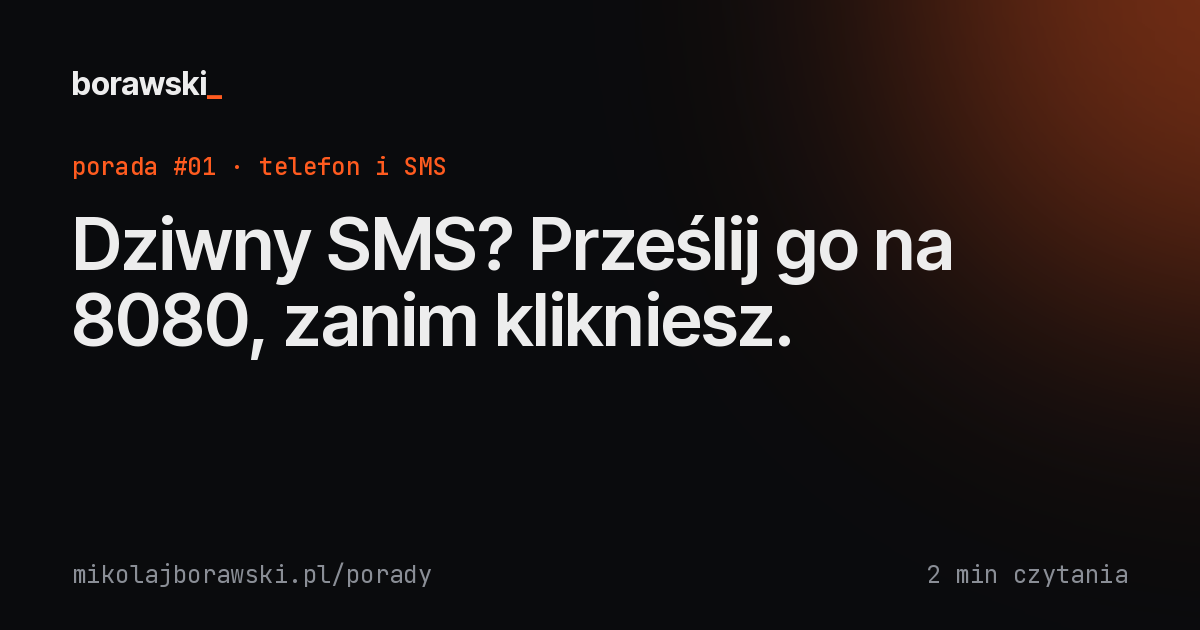 borawski_
porada #01 · telefon i SMS
Dziwny SMS? Prześlij go na
8080, zanim klikniesz.
mikolajborawski.pl/porady
2 min czytania